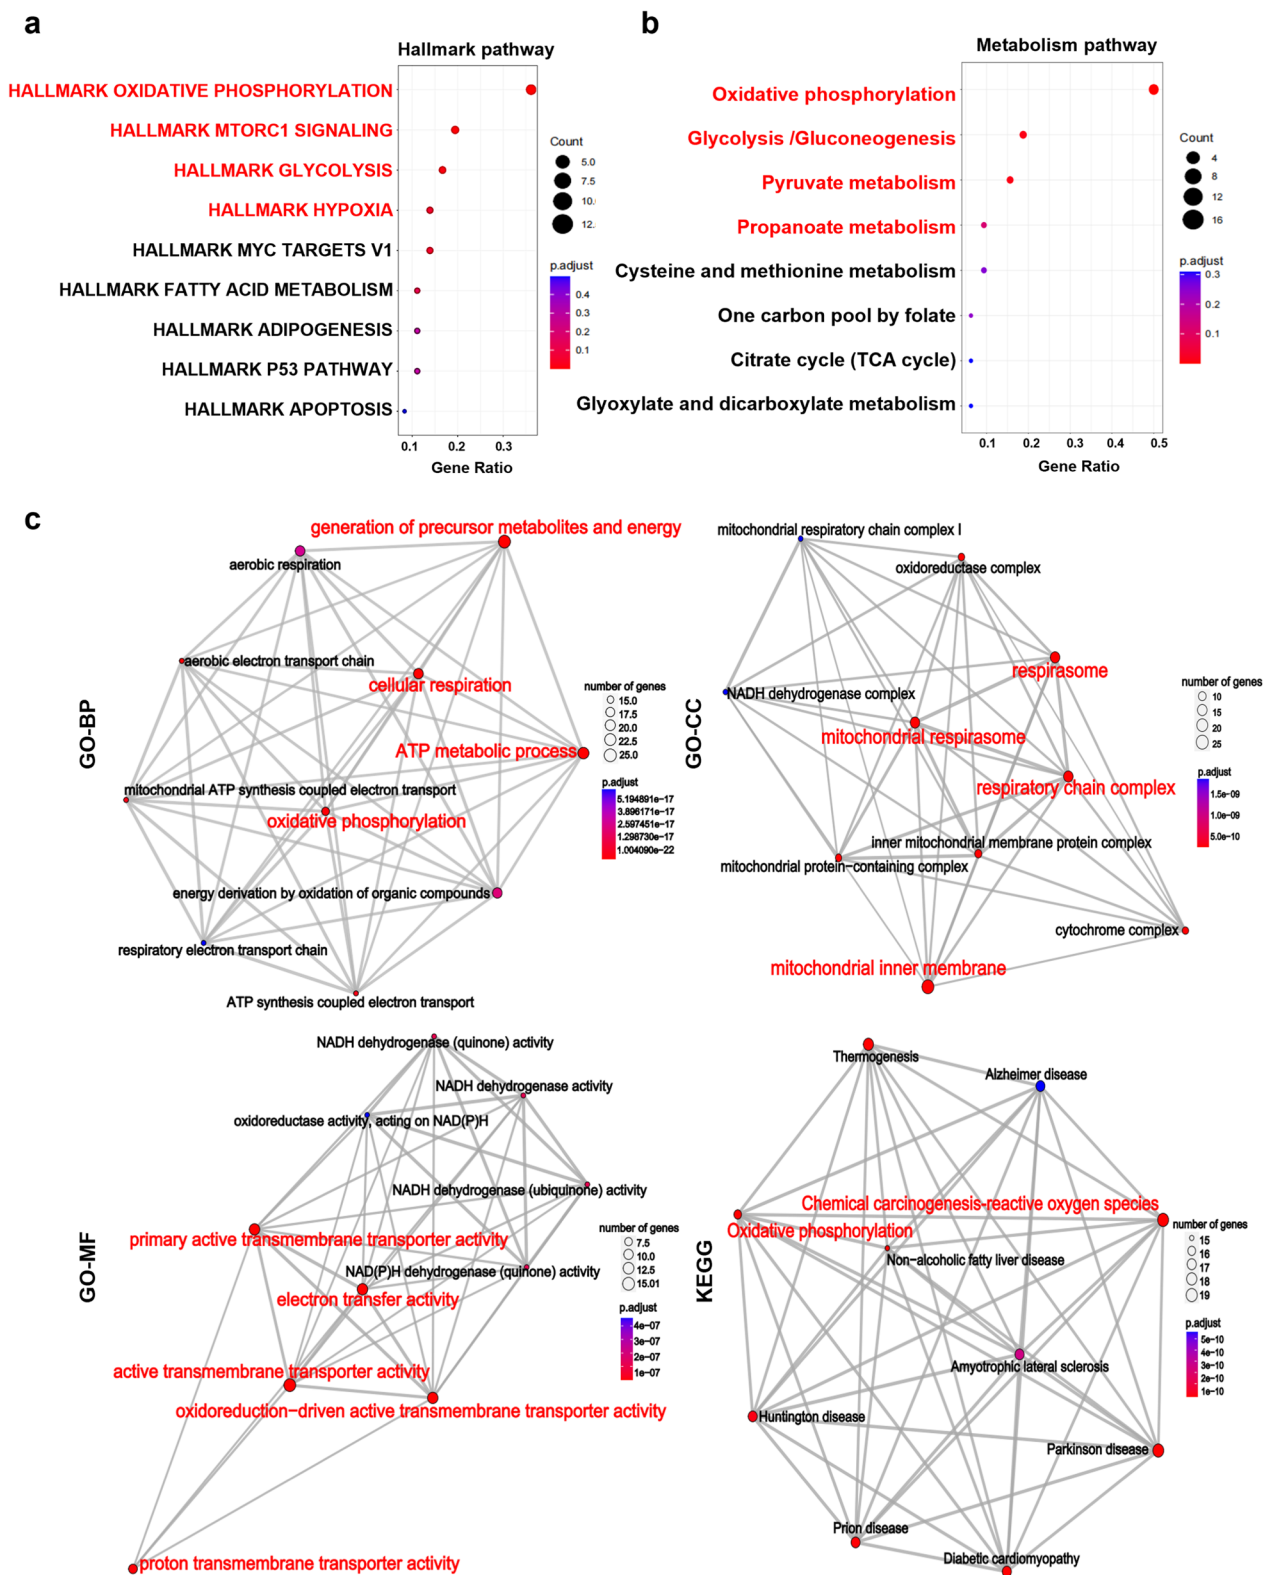 a
Hallmark pathway
HALLMARK OXIDATIVE PHOSPHORYLATION
HALLMARK MTORC1 SIGNALING
HALLMARK GLYCOLYSIS
HALLMARK HYPOXIA
HALLMARK MYC TARGETS V1
HALLMARK FATTY ACID METABOLISM
HALLMARK ADIPOGENESIS
HALLMARK P53 PATHWAY
HALLMARK APOPTOSIS
0.1 0.2 0.3
Gene Ratio
Count
5.0
7.5
10.
12.
p.adjust
0.4
0.3
0.2
0.1
b
Metabolism pathway
Oxidative phosphorylation
Glycolysis /Gluconeogenesis
Pyruvate metabolism
Propanoate metabolism
Cysteine and methionine metabolism
One carbon pool by folate
Citrate cycle (TCA cycle)
Glyoxylate and dicarboxylate metabolism
0.1 0.2 0.3 0.4 0.5
Gene Ratio
Count
4
8
12
16
p.adjust
0.3
0.2
0.1
c
GO-BP
generation of precursor metabolites and energy
aerobic respiration
aerobic electron transport chain
cellular respiration
ATP metabolic process
mitochondrial ATP synthesis coupled electron transport
oxidative phosphorylation
energy derivation by oxidation of organic compounds
respiratory electron transport chain
ATP synthesis coupled electron transport
number of genes
15.0
17.5
20.0
22.5
25.0
p.adjust
5.194891e-17
3.896171e-17
2.597451e-17
1.298730e-17
1.004090e-22
GO-CC
mitochondrial respiratory chain complex I
oxidoreductase complex
respirasome
NADH dehydrogenase complex
mitochondrial respirasome
respiratory chain complex
inner mitochondrial membrane protein complex
mitochondrial protein-containing complex
cytochrome complex
mitochondrial inner membrane
number of genes
10
15
20
25
p.adjust
1.5e-09
1.0e-09
5.0e-10
GO-MF
NADH dehydrogenase (quinone) activity
NADH dehydrogenase activity
oxidoreductase activity, acting on NAD(P)H
NADH dehydrogenase (ubiquinone) activity
primary active transmembrane transporter activity
NAD(P)H dehydrogenase (quinone) activity
electron transfer activity
active transmembrane transporter activity
oxidoreduction-driven active transmembrane transporter activity
proton transmembrane transporter activity
number of genes
7.5
10.0
12.5
15.01
p.adjust
4e-07
3e-07
2e-07
1e-07
KEGG
Thermogenesis
Alzheimer disease
Chemical carcinogenesis-reactive oxygen species
Oxidative phosphorylation
Non-alcoholic fatty liver disease
Amyotrophic lateral sclerosis
Huntington disease
Parkinson disease
Prion disease
Diabetic cardiomyopathy
number of genes
15
16
17
18
19
p.adjust
5e-10
4e-10
3e-10
2e-10
1e-10